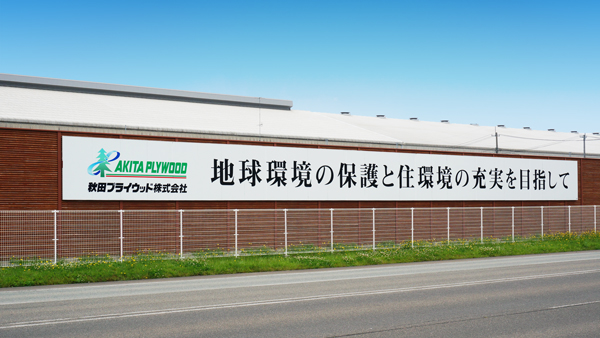 AKITA PLYWOOD
秋田プライウッド株式会社
地球環境の保護と住環境の充実を目指して